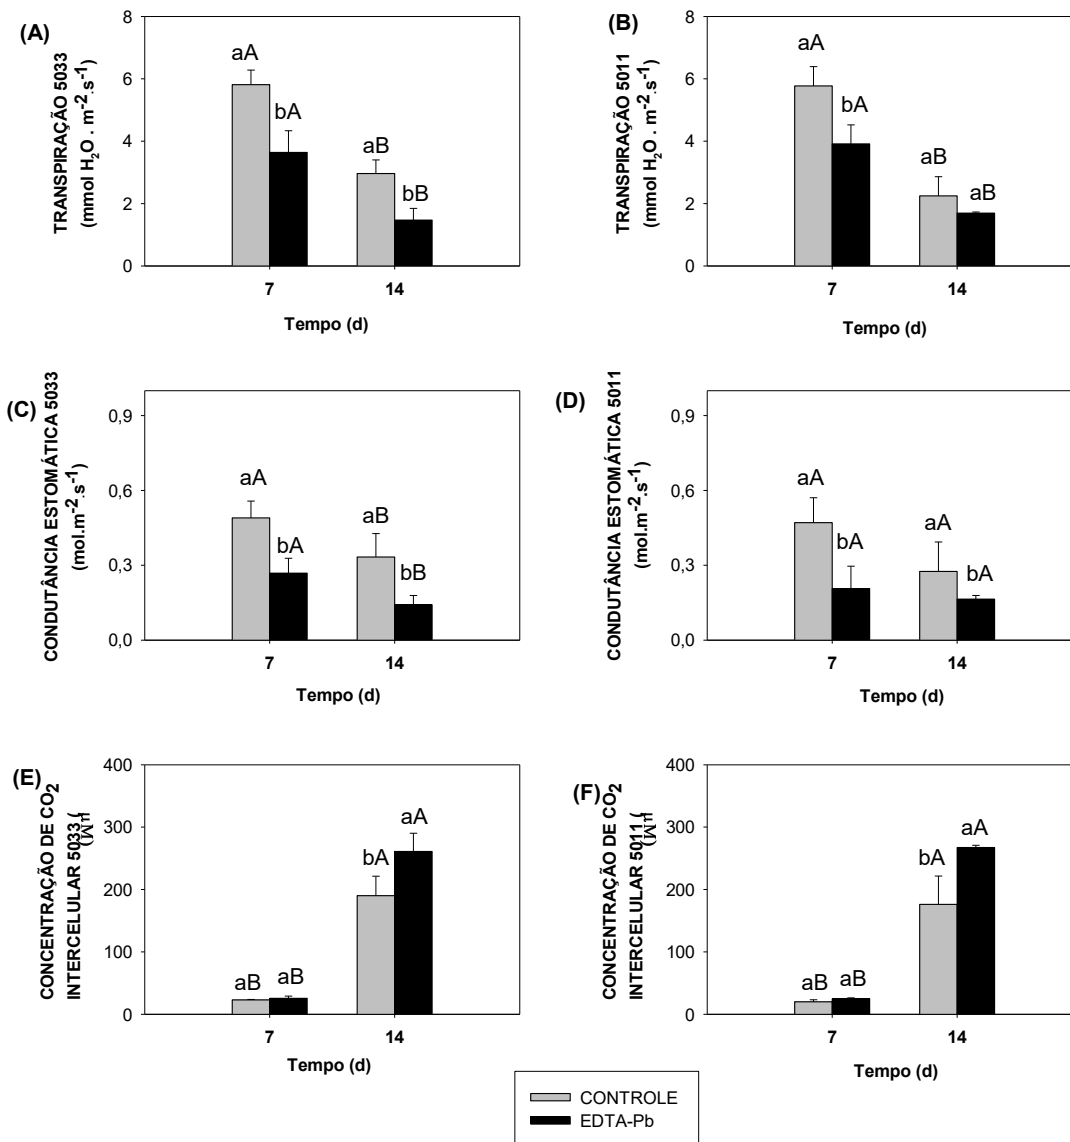 (A)
TRANSPIRAÇÃO 5033
(mmol H2O . m-2.s-1)
8
6
4
2
0
aA
bA
aB
bB
7
14
Tempo (d)
(B)
TRANSPIRAÇÃO 5011
(mmol H2O . m-2.s-1)
8
6
4
2
0
aA
bA
aB
aB
7
14
Tempo (d)
(C)
CONDUTÂNCIA ESTOMÁTICA 5033
(mol.m-2.s-1)
0,9
0,6
0,3
0,0
aA
bA
aB
bB
7
14
Tempo (d)
(D)
CONDUTÂNCIA ESTOMÁTICA 5011
(mol.m-2.s-1)
0,9
0,6
0,3
0,0
aA
bA
aA
bA
7
14
Tempo (d)
(E)
CONCENTRAÇÃO DE CO2
INTERCELULAR 5033 (
µM)
400
300
200
100
0
aB
aB
bA
aA
7
14
Tempo (d)
(F)
CONCENTRAÇÃO DE CO2
INTERCELULAR 5011 (
µM)
400
300
200
100
0
aB
aB
bA
aA
7
14
Tempo (d)
CONTROLE
EDTA-Pb